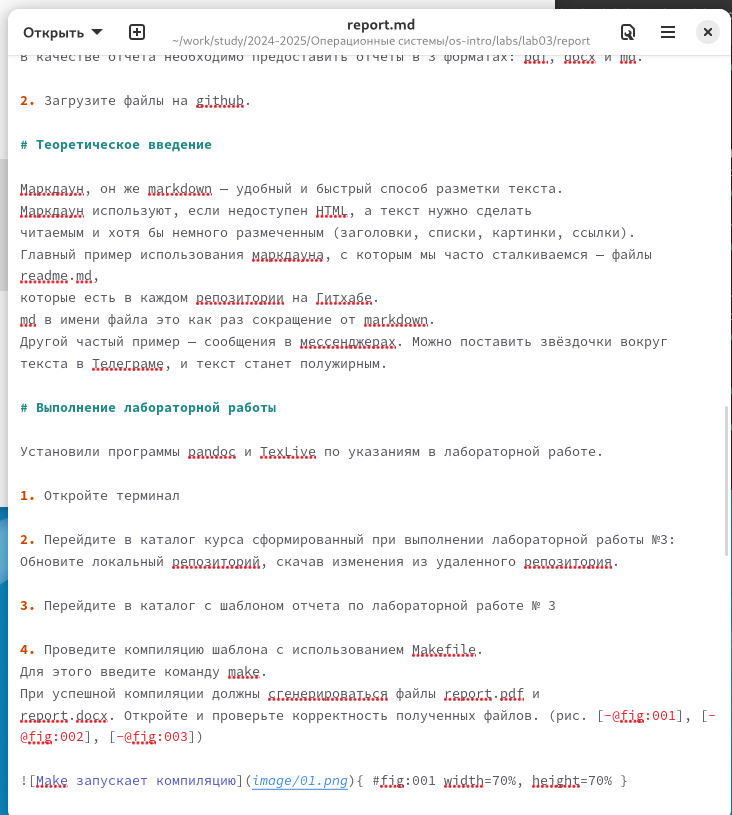 Открыть
report.md
~/work/study/2024-2025/Операционные системы/os-intro/labs/lab03/report
В качестве отчета необходимо предоставить отчеты в 3 форматах: pdf, docx и md.
2. Загрузите файлы на github.
# Теоретическое введение
Маркдаун, он же markdown — удобный и быстрый способ разметки текста.
Маркдаун используют, если недоступен HTML, а текст нужно сделать
читаемым и хотя бы немного размеченным (заголовки, списки, картинки, ссылки).
Главный пример использования маркдауна, с которым мы часто сталкиваемся — файлы
readme.md,
которые есть в каждом репозитории на Гитхабе.
md в имени файла это как раз сокращение от markdown.
Другой частый пример — сообщения в мессенджерах. Можно поставить звёздочки вокруг
текста в Телеграме, и текст станет полужирным.
# Выполнение лабораторной работы
Установили программы pandoc и TexLive по указаниям в лабораторной работе.
1. Откройте терминал
2. Перейдите в каталог курса сформированный при выполнении лабораторной работы №3:
Обновите локальный репозиторий, скачав изменения из удаленного репозитория.
3. Перейдите в каталог с шаблоном отчета по лабораторной работе № 3
4. Проведите компиляцию шаблона с использованием Makefile.
Для этого введите команду make.
При успешной компиляции должны сгенерироваться файлы report.pdf и
report.docx. Откройте и проверьте корректность полученных файлов. (рис. [-@fig:001], [-
@fig:002], [-@fig:003])
![Make запускает компиляцию](image/01.png){ #fig:001 width=70%, height=70% }